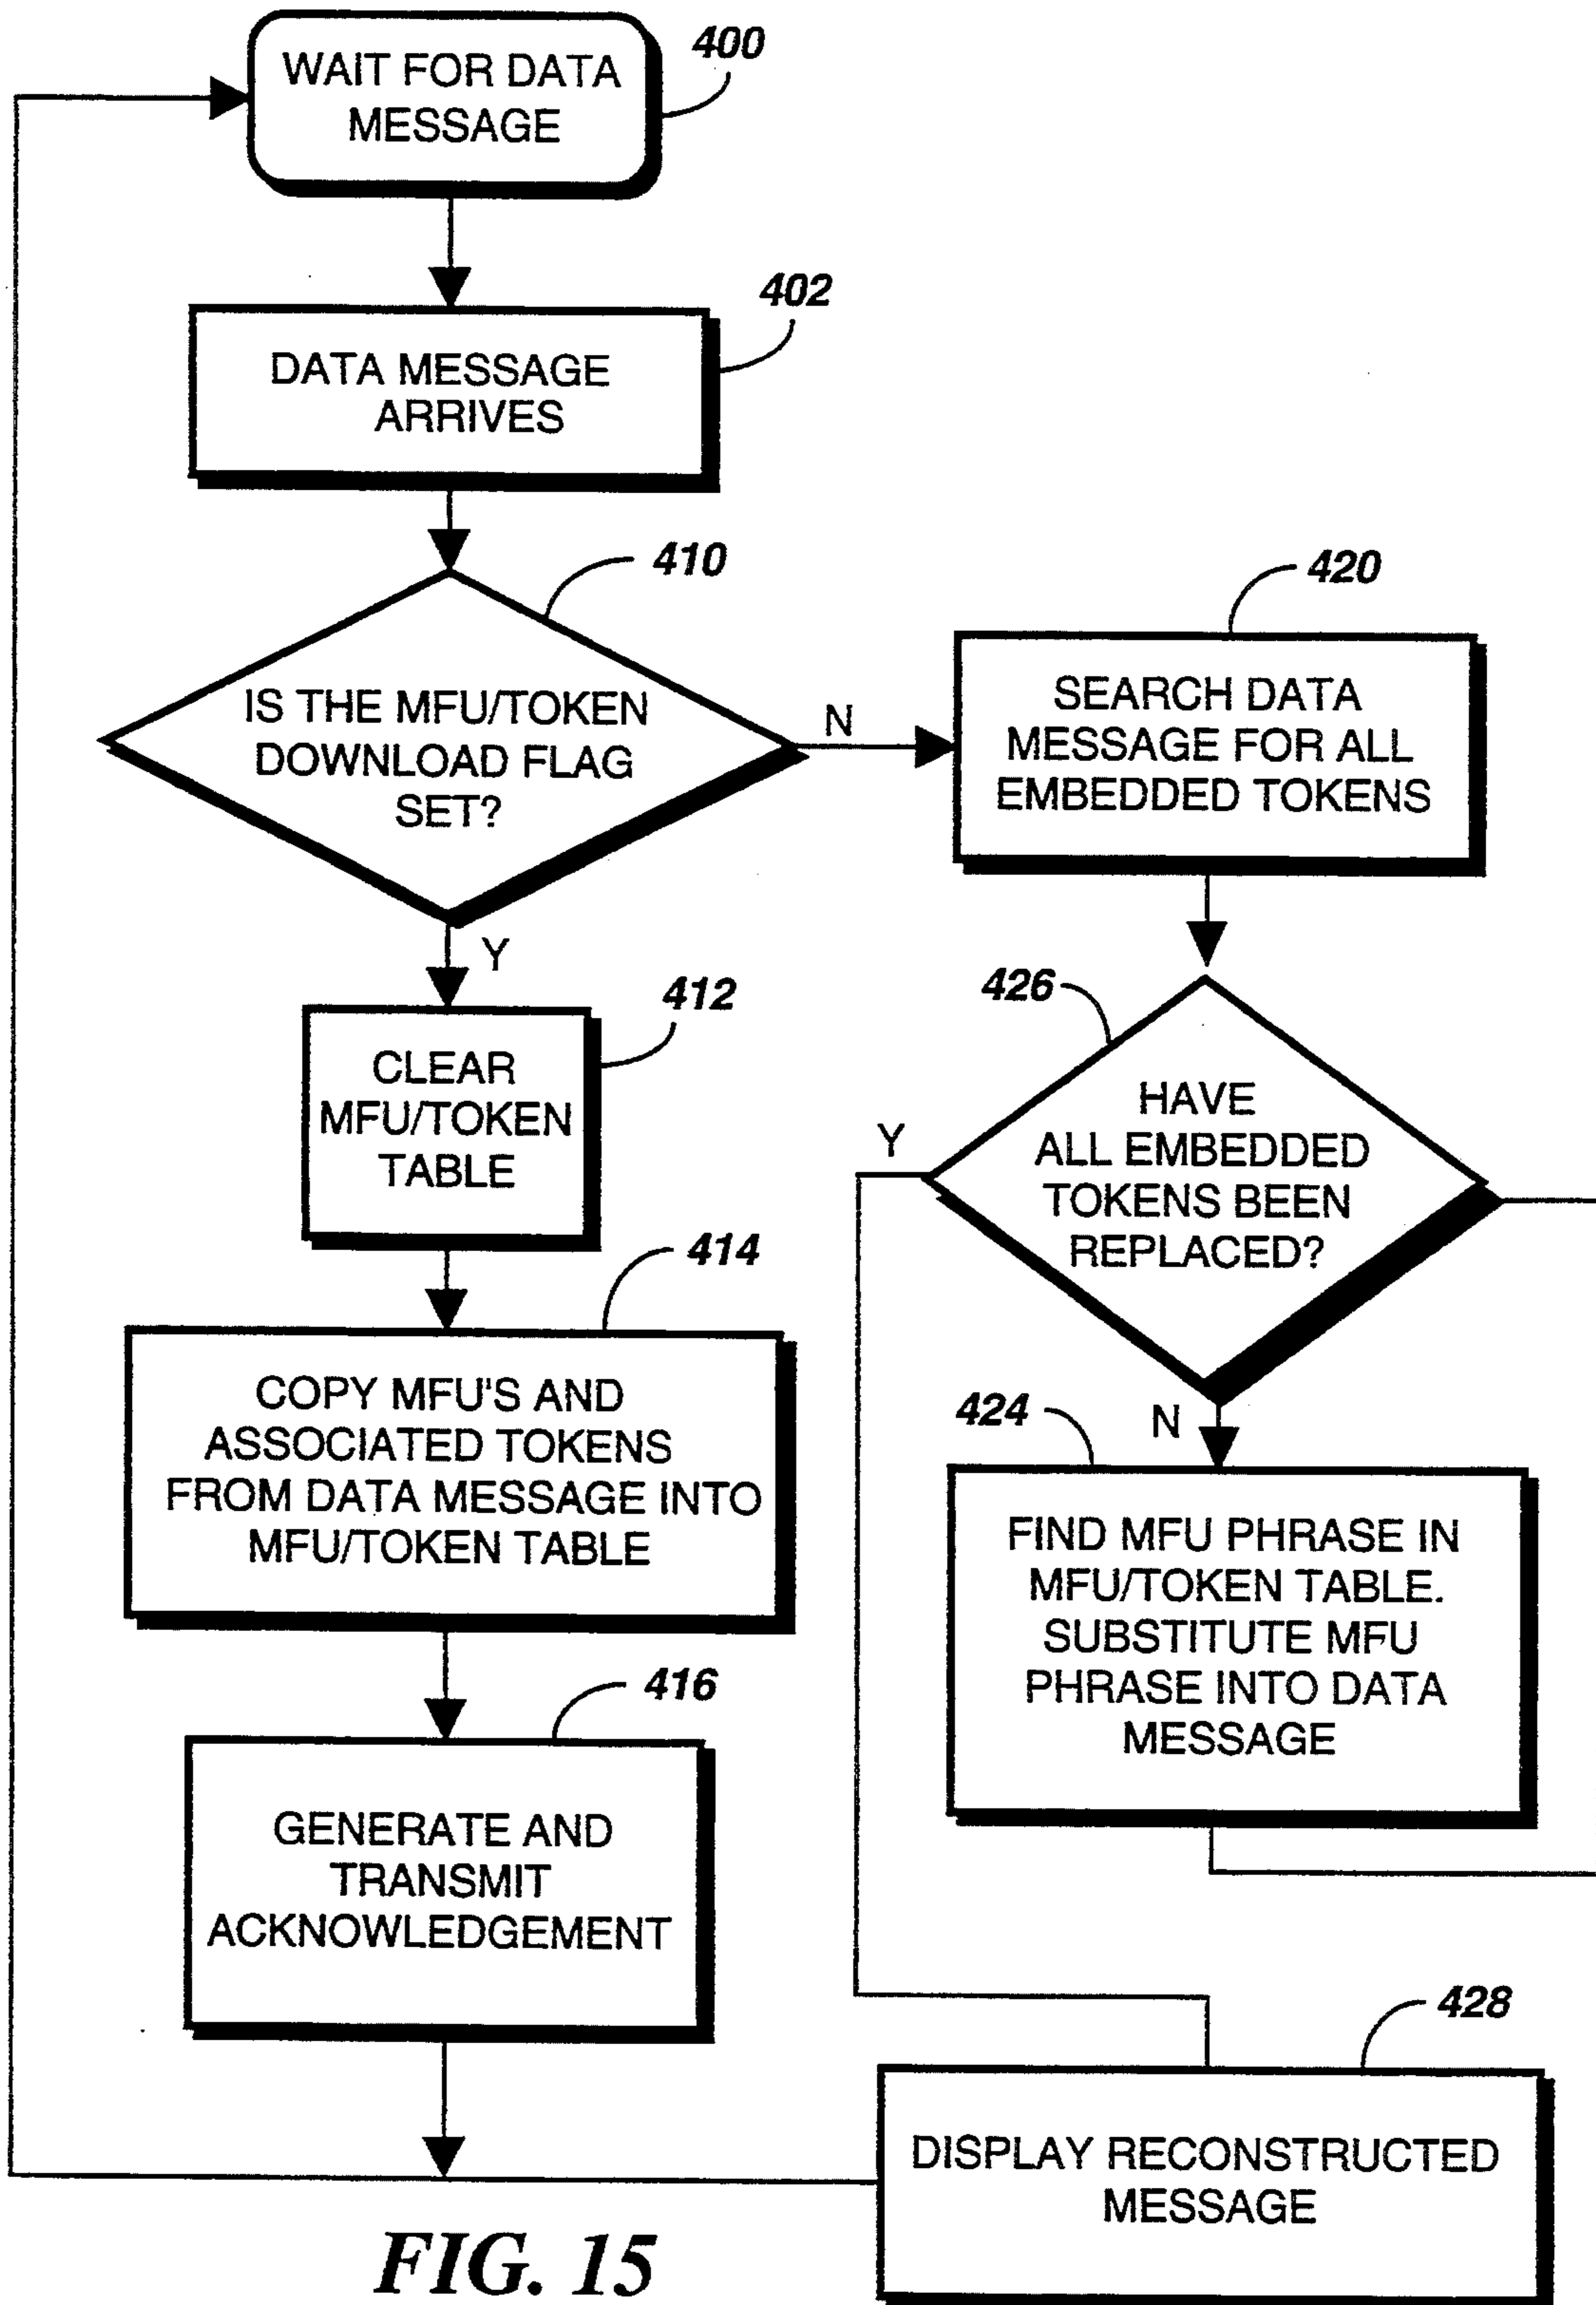 400
WAIT FOR DATA
MESSAGE
402
DATA MESSAGE
ARRIVES
410
IS THE MFU/TOKEN
DOWNLOAD FLAG
SET?
N
Y
420
SEARCH DATA
MESSAGE FOR ALL
EMBEDDED TOKENS
412
CLEAR
MFU/TOKEN
TABLE
426
HAVE
ALL EMBEDDED
TOKENS BEEN
REPLACED?
Y
N
414
COPY MFU'S AND
ASSOCIATED TOKENS
FROM DATA MESSAGE INTO
MFU/TOKEN TABLE
424
FIND MFU PHRASE IN
MFU/TOKEN TABLE.
SUBSTITUTE MFU
PHRASE INTO DATA
MESSAGE
416
GENERATE AND
TRANSMIT
ACKNOWLEDGEMENT
428
DISPLAY RECONSTRUCTED
MESSAGE
FIG. 15